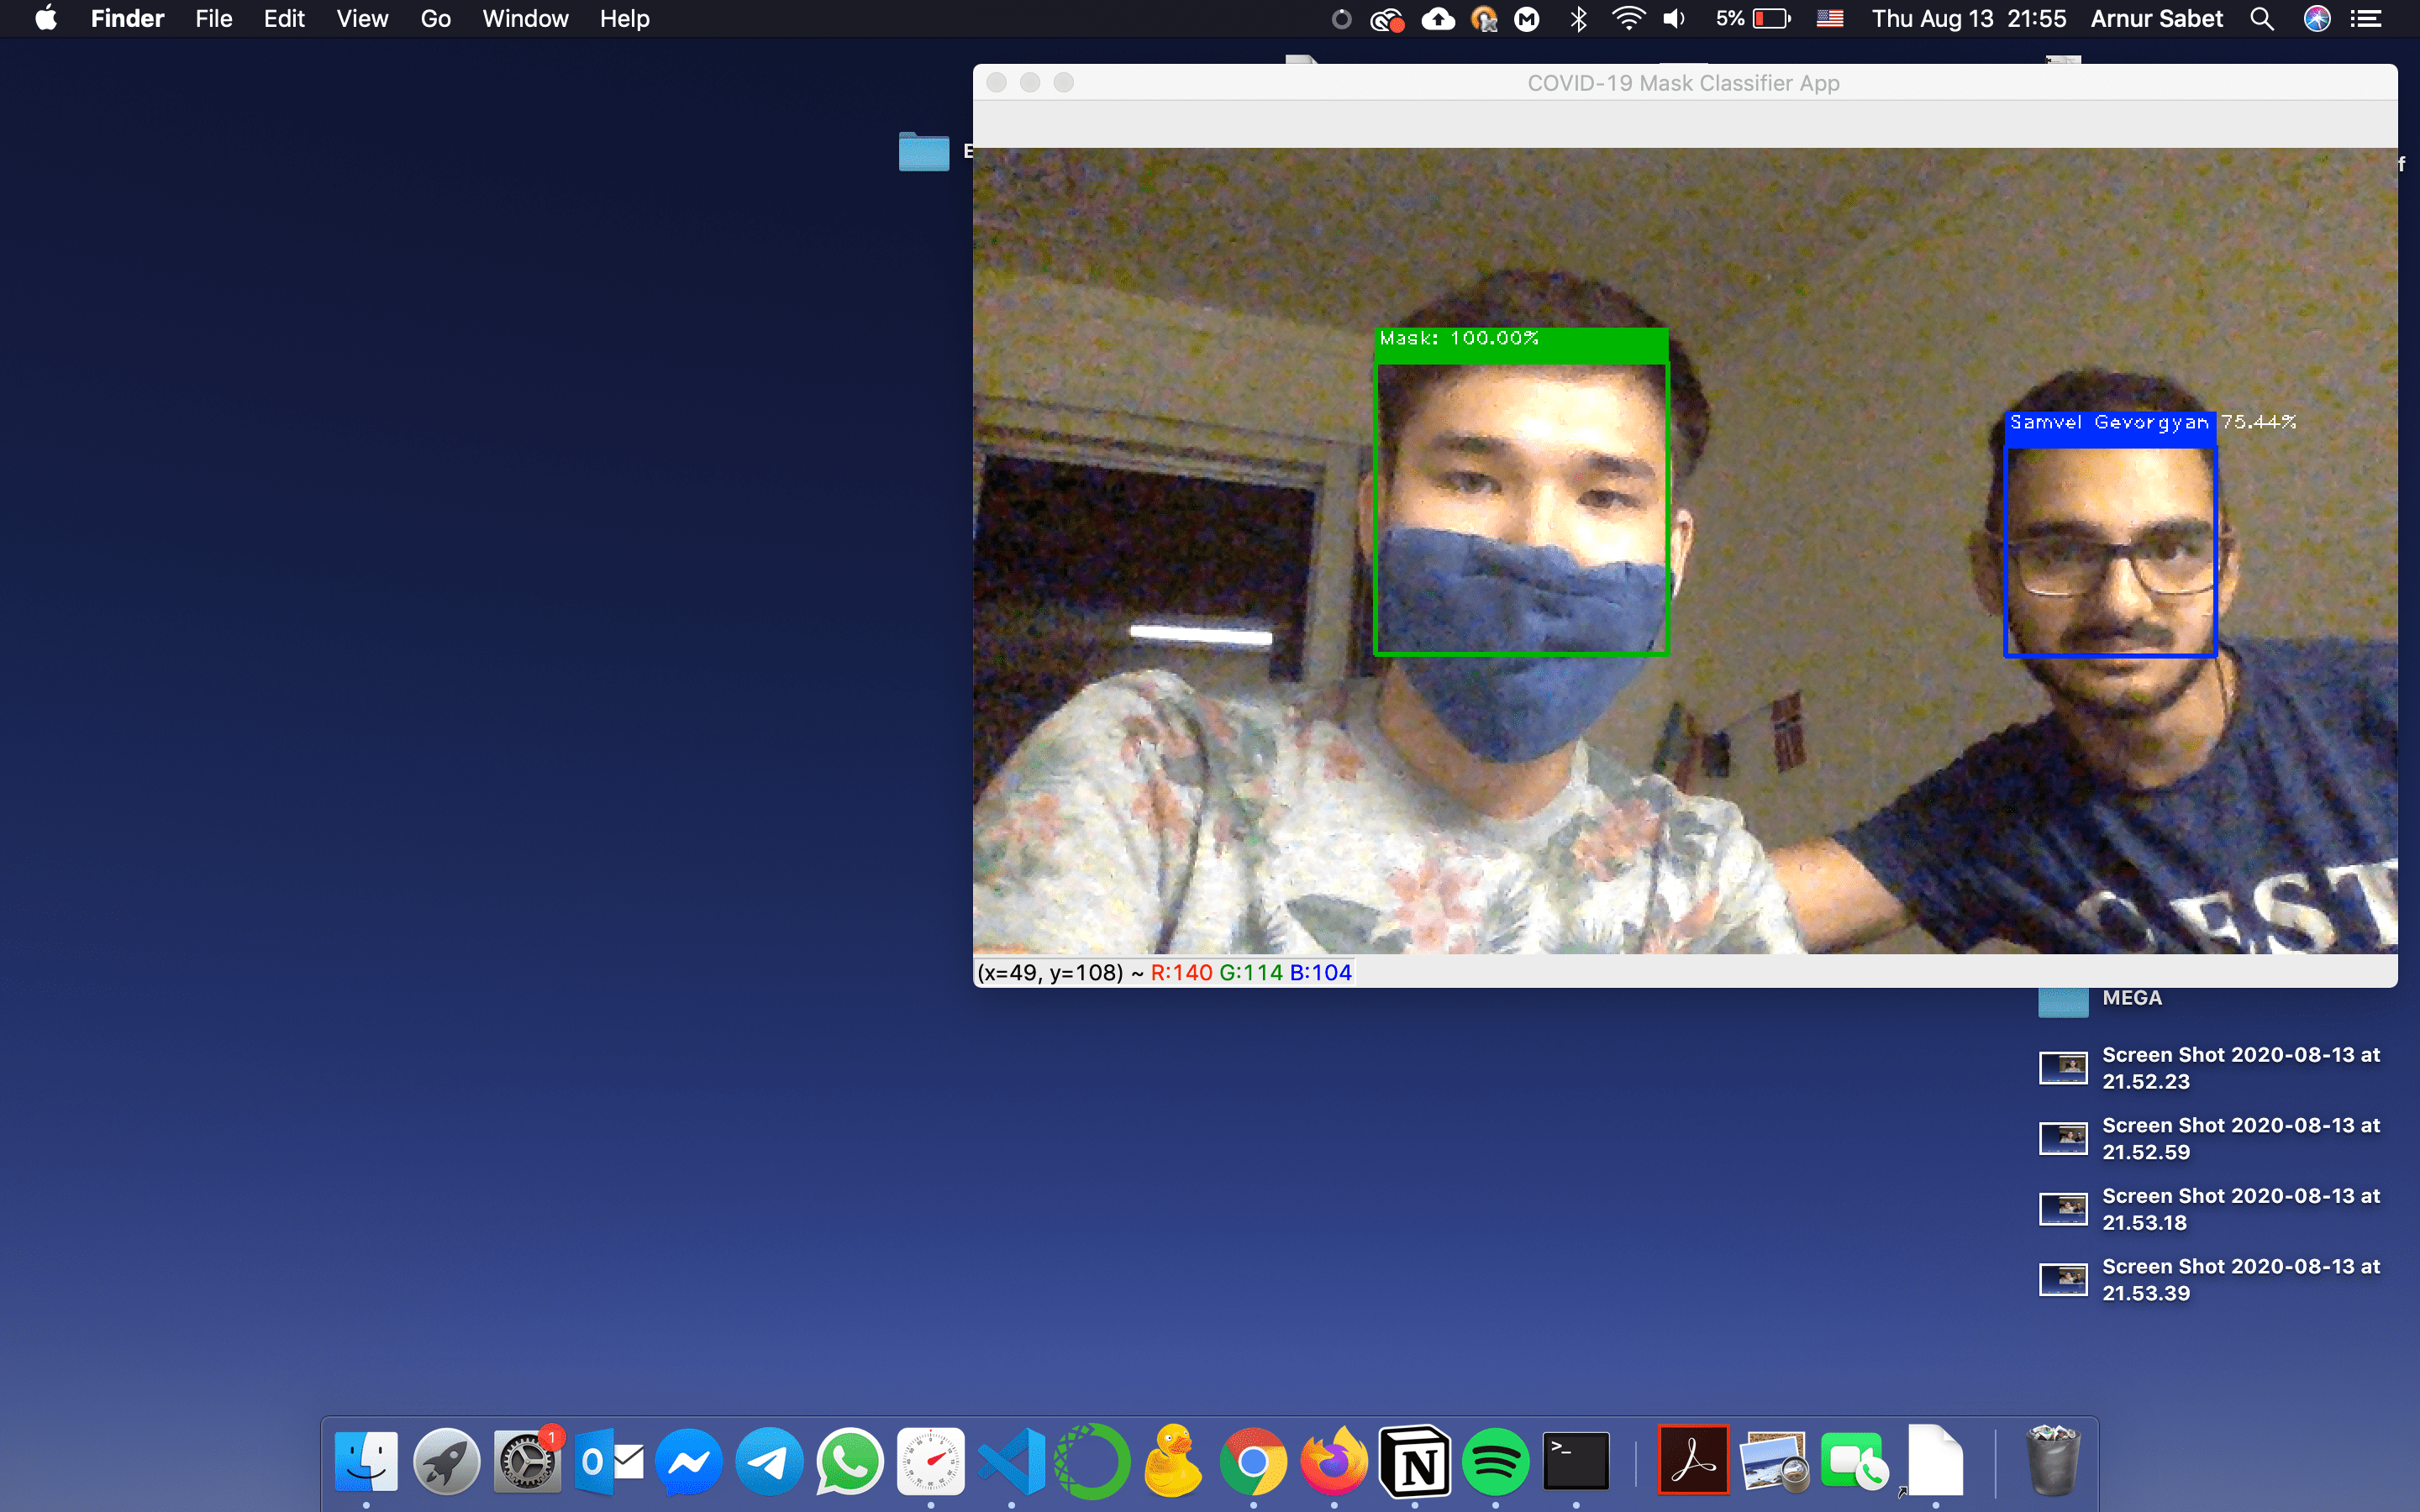 Finder File Edit View Go Window Help 5% Thu Aug 13 21:55 Arnur Sabet
COVID-19 Mask Classifier App
E
f
Mask: 100.00%
Samvel Gevorgyan 75.44%
OEST
(x=49, y=108) ~ R:140 G:114 B:104
MEGA
Screen Shot 2020-08-13 at
21.52.23
Screen Shot 2020-08-13 at
21.52.59
Screen Shot 2020-08-13 at
21.53.18
Screen Shot 2020-08-13 at
21.53.39
1